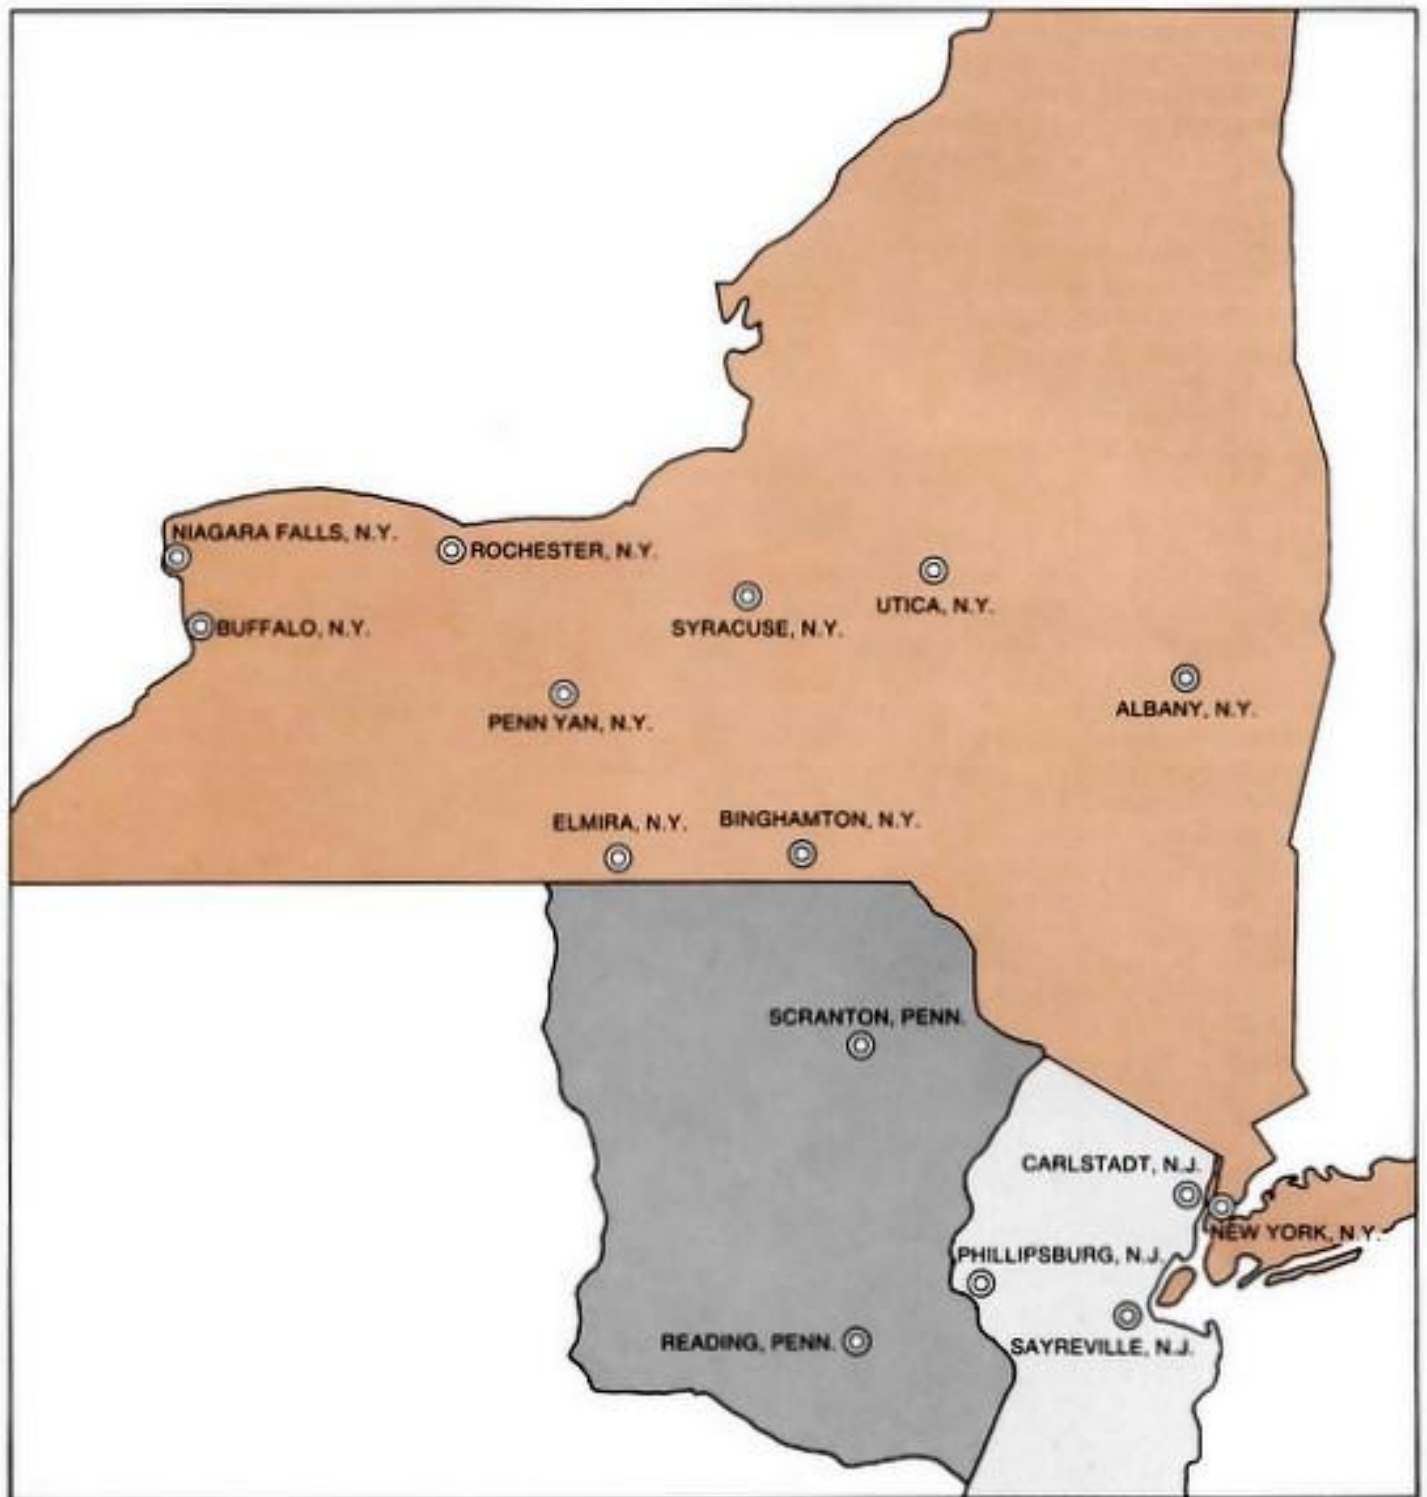 NIAGARA FALLS, N.Y.
ROCHESTER, N.Y.
UTICA, N.Y.
SYRACUSE, N.Y.
BUFFALO, N.Y.
ALBANY, N.Y.
PENN YAN, N.Y.
ELMIRA, N.Y.
BINGHAMTON, N.Y.
SCRANTON, PENN.
CARLSTADT, N.J.
NEW YORK, N.Y.
PHILLIPSBURG, N.J.
READING, PENN.
SAYREVILLE, N.J.